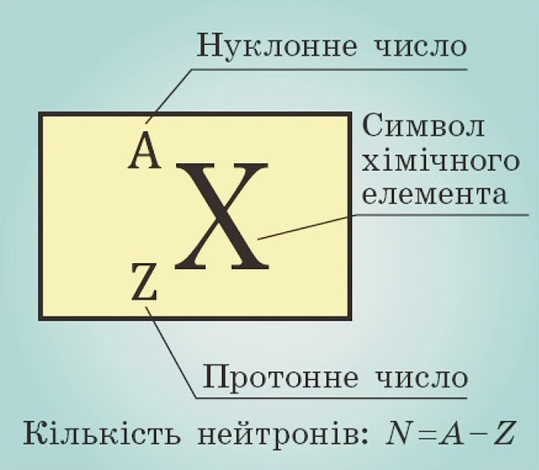 Нуклонне число
Символ
хімічного
елемента
A
X
Z
Протонне число
Кількість нейтронів: N=A−Z